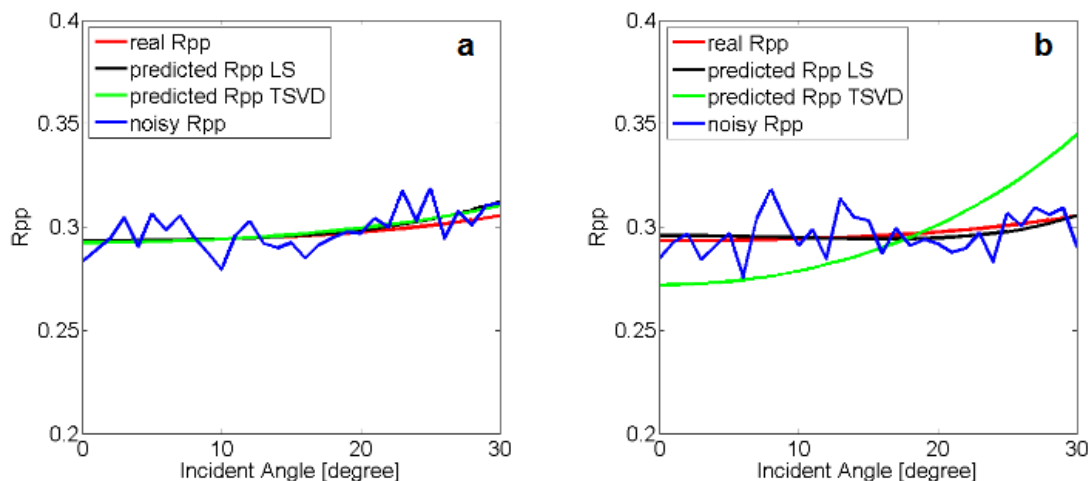 0.4
real Rpp
predicted Rpp LS
predicted Rpp TSVD
noisy Rpp
a
0.35
0.3
0.25
0.2
Rpp
0
10
20
30
Incident Angle [degree]
0.4
real Rpp
predicted Rpp LS
predicted Rpp TSVD
noisy Rpp
b
0.35
0.3
0.25
0.2
Rpp
0
10
20
30
Incident Angle [degree]